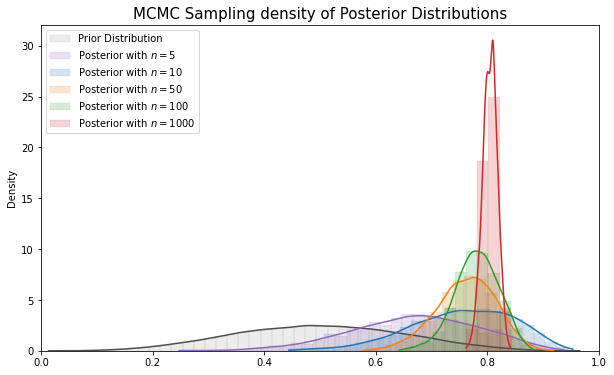 MCMC Sampling density of Posterior Distributions
Prior Distribution
Posterior with n = 5
Posterior with n = 10
Posterior with n = 50
Posterior with n = 100
Posterior with n = 1000
Density
30
25
20
15
10
5
0
0.0 0.2 0.4 0.6 0.8 1.0